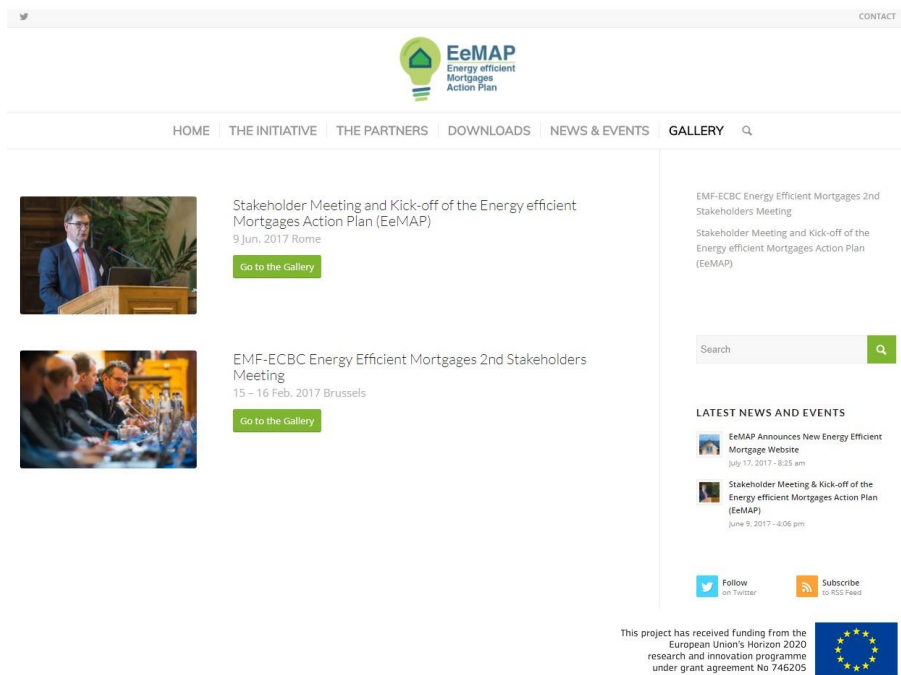 CONTACT
EeMAP
Energy efficient
Mortgages
Action Plan
HOME
THE INITIATIVE
THE PARTNERS
DOWNLOADS
NEWS & EVENTS
GALLERY
Stakeholder Meeting and Kick-off of the Energy efficient
Mortgages Action Plan (EeMAP)
9 Jun. 2017 Rome
Go to the Gallery
EMF-ECBC Energy Efficient Mortgages 2nd Stakeholders
Meeting
15 – 16 Feb. 2017 Brussels
Go to the Gallery
EMF-ECBC Energy Efficient Mortgages 2nd
Stakeholders Meeting
Stakeholder Meeting and Kick-off of the
Energy efficient Mortgages Action Plan
(EeMAP)
Search
LATEST NEWS AND EVENTS
EeMAP Announces New Energy Efficient
Mortgage Website
July 17, 2017 - 8:25 am
Stakeholder Meeting & Kick-off of the
Energy efficient Mortgages Action Plan
(EeMAP)
June 9, 2017 - 4:06 pm
Follow
on Twitter
Subscribe
to RSS Feed
This project has received funding from the
European Union's Horizon 2020
research and innovation programme
under grant agreement No 746205